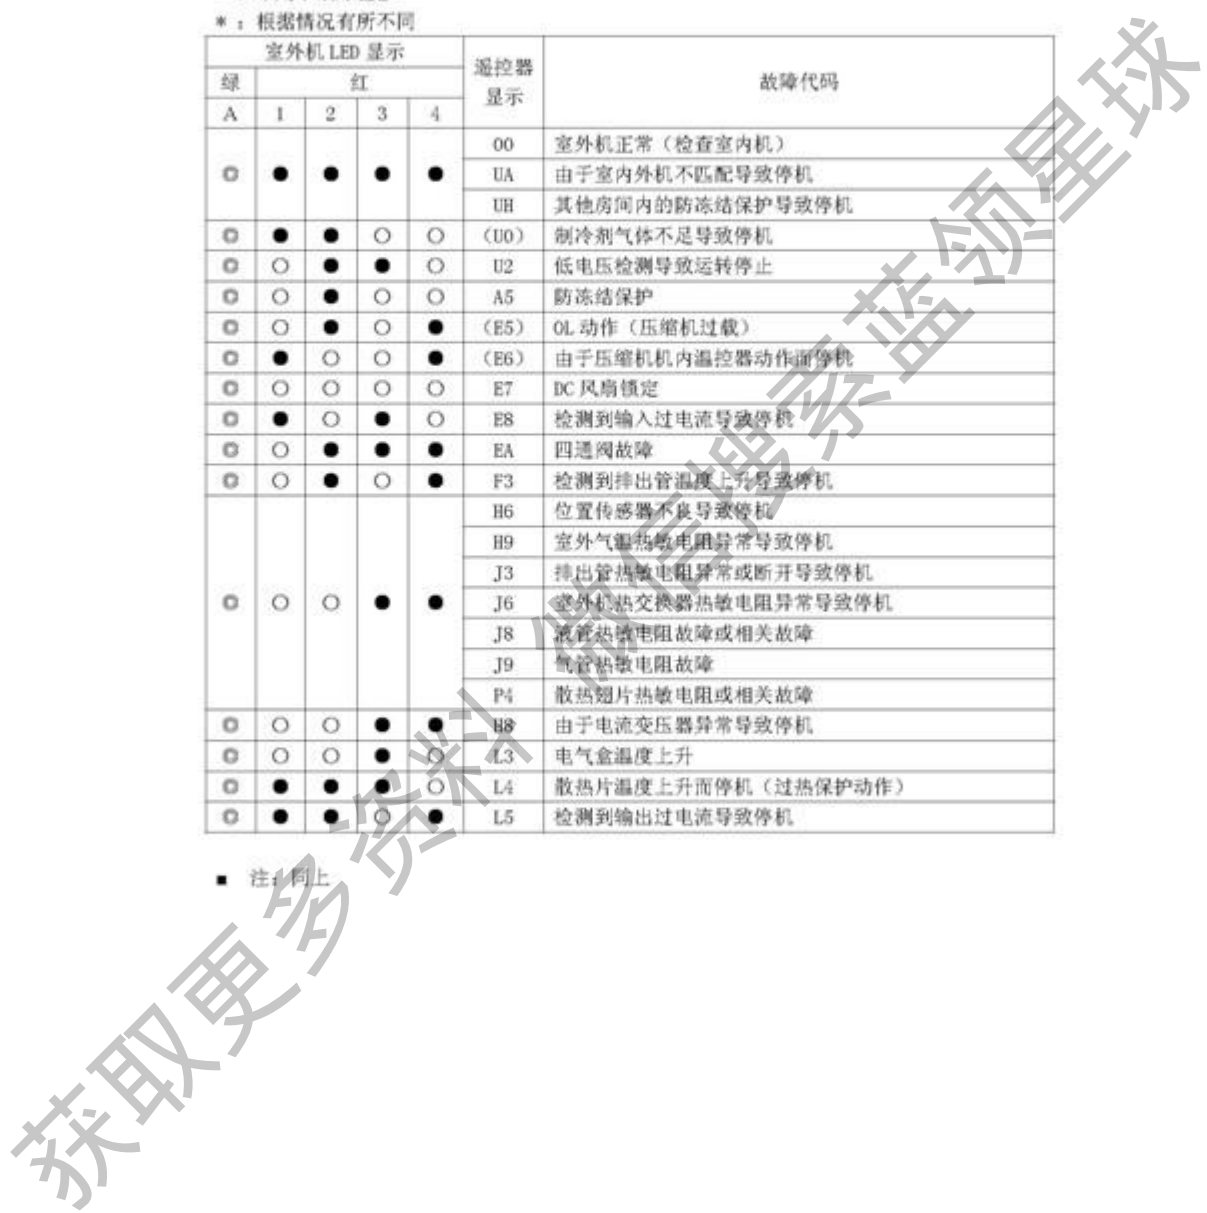 * ：根据情况有所不同
室外机 LED 显示 遥控器显示 故障代码
绿 红
A 1 2 3 4
00 室外机正常（检查室内机）
◎ ● ● ● ● UA 由于室内外机不匹配导致停机
UH 其他房间内的防冻结保护导致停机
◎ ● ● ○ ○ （U0） 制冷剂气体不足导致停机
◎ ○ ● ● ○ U2 低电压检测导致运转停止
◎ ○ ● ○ ○ A5 防冻结保护
◎ ○ ● ○ ● （E5） OL 动作（压缩机过载）
◎ ● ○ ○ ● （E6） 由于压缩机机内温控器动作而停机
◎ ○ ○ ○ ○ E7 DC 风扇锁定
◎ ● ○ ● ○ E8 检测到输入过电流导致停机
◎ ○ ● ● ● EA 四通阀故障
◎ ○ ● ○ ● F3 检测到排出管温度上升导致停机
H6 位置传感器不良导致停机
H9 室外气温热敏电阻异常导致停机
J3 排出管热敏电阻异常或断开导致停机
◎ ○ ○ ● ● J6 室外机热交换器热敏电阻异常导致停机
J8 液管热敏电阻故障或相关故障
J9 气管热敏电阻故障
P4 散热翅片热敏电阻或相关故障
◎ ○ ○ ● ● H8 由于电流变压器异常导致停机
◎ ○ ○ ● ○ L3 电气盒温度上升
◎ ● ● ● ○ L4 散热片温度上升而停机（过热保护动作）
◎ ● ● ○ ● L5 检测到输出过电流导致停机
■ 注：同上
获取更多资料 微信搜索蓝领星球